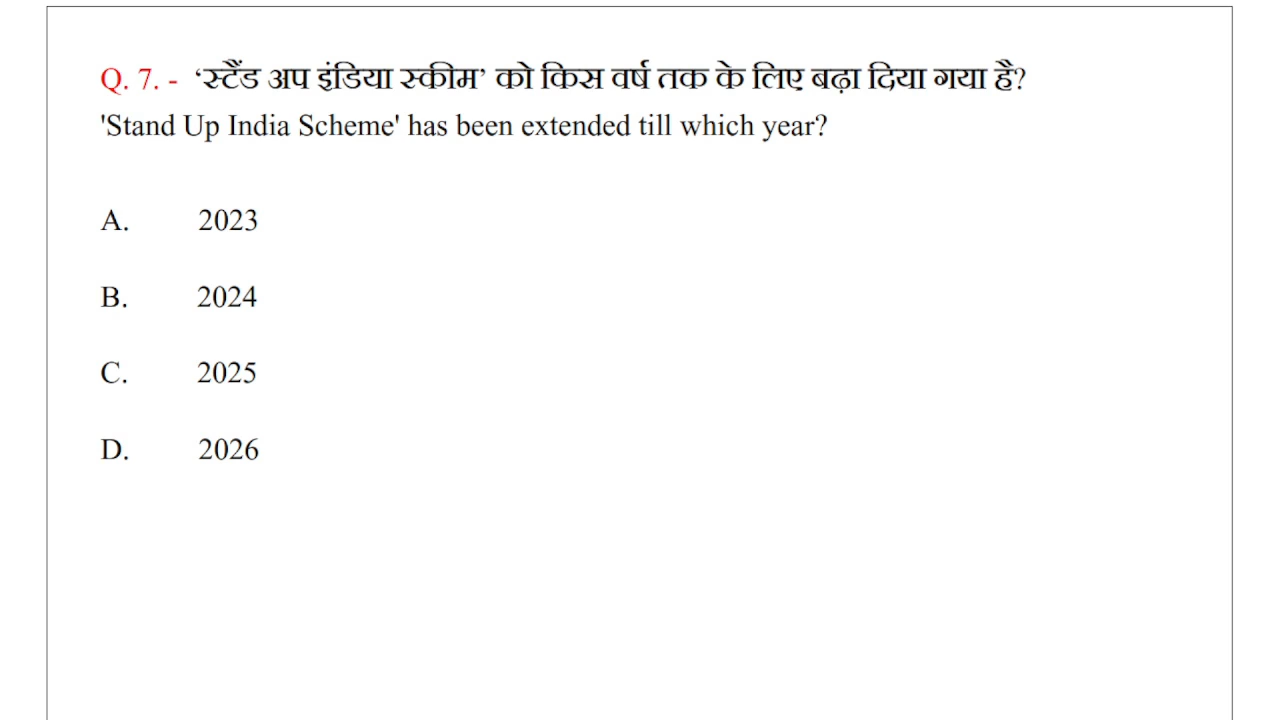 Q. 7. - ‘स्टैंड अप इंडिया स्कीम’ को किस वर्ष तक के लिए बढ़ा दिया गया है?
'Stand Up India Scheme' has been extended till which year?
A. 2023
B. 2024
C. 2025
D. 2026